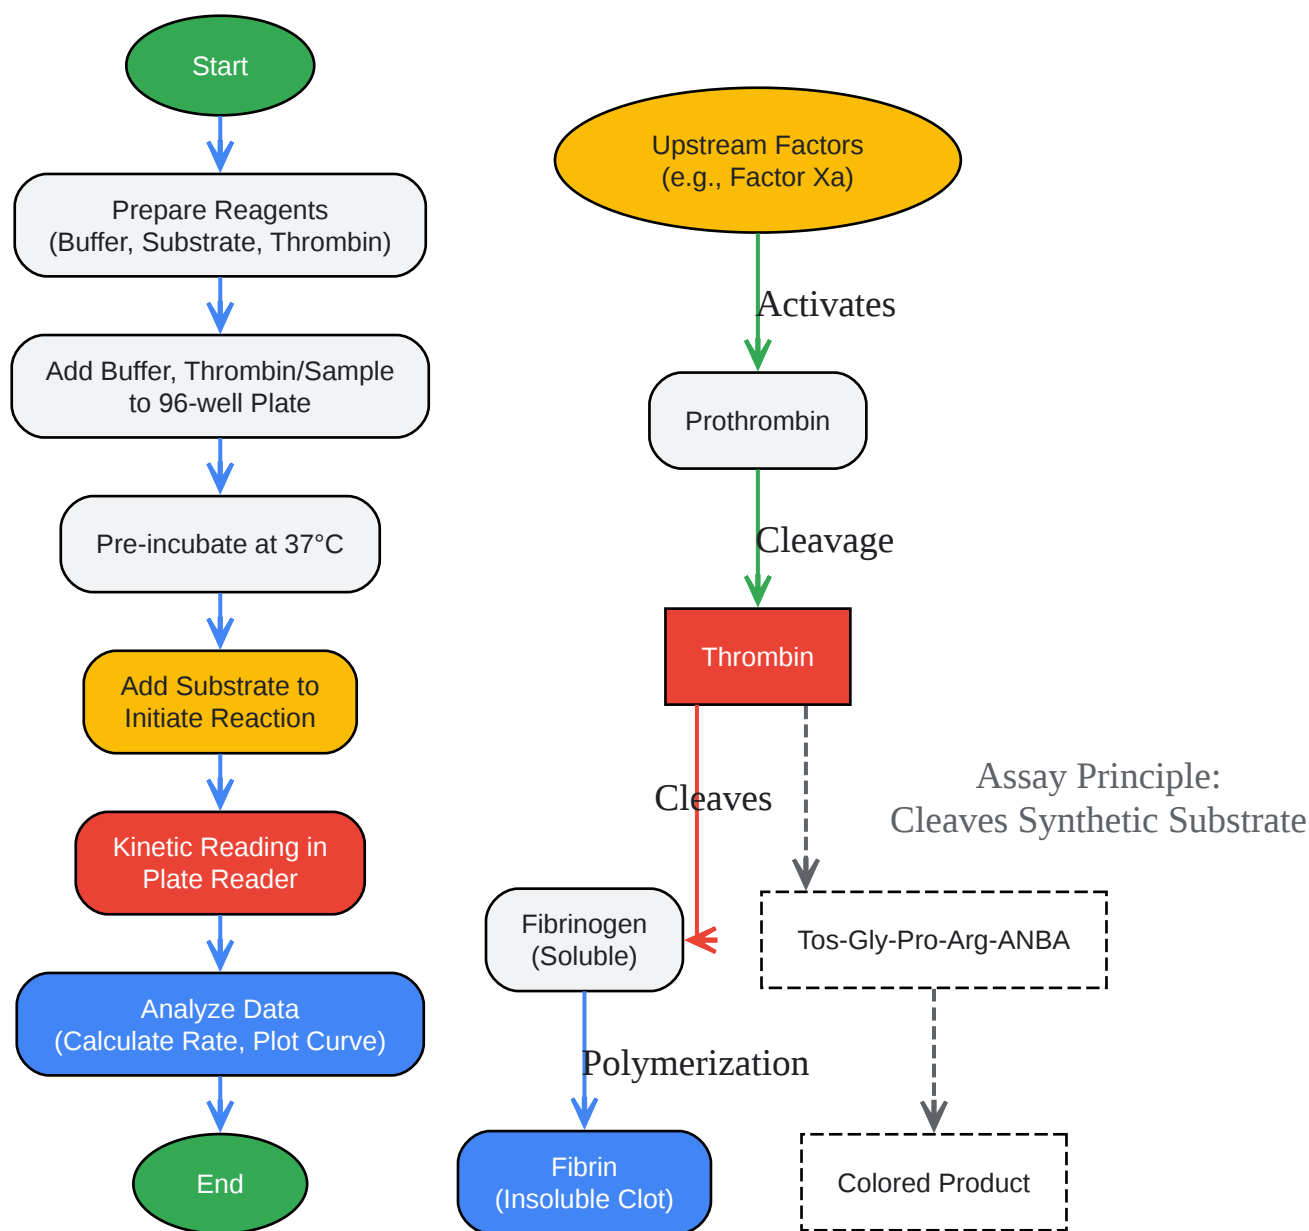 Start
Prepare Reagents
(Buffer, Substrate, Thrombin)
Add Buffer, Thrombin/Sample
to 96-well Plate
Pre-incubate at 37°C
Add Substrate to
Initiate Reaction
Kinetic Reading in
Plate Reader
Analyze Data
(Calculate Rate, Plot Curve)
End
Upstream Factors
(e.g., Factor Xa)
Activates
Prothrombin
Cleavage
Thrombin
Cleaves
Assay Principle:
Cleaves Synthetic Substrate
Fibrinogen
(Soluble)
Tos-Gly-Pro-Arg-ANBA
Polymerization
Fibrin
(Insoluble Clot)
Colored Product